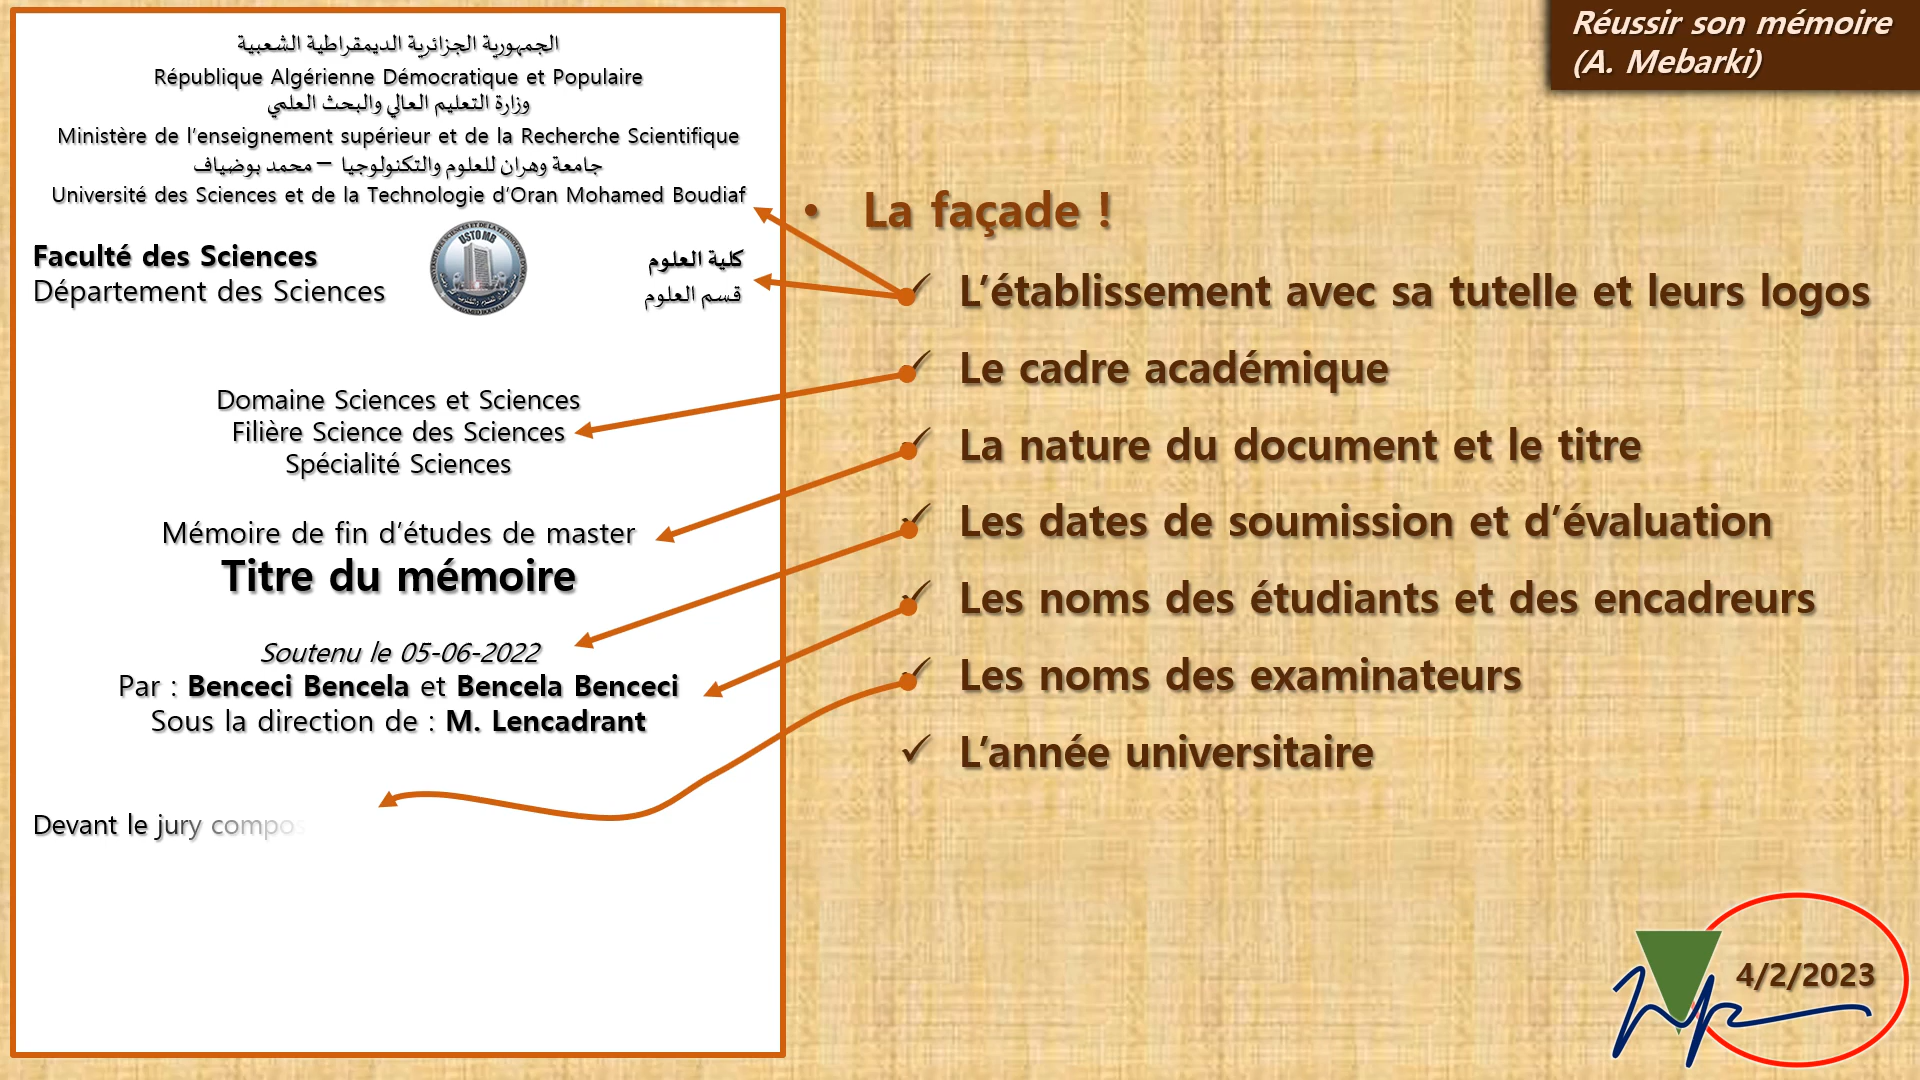 الجمهورية الجزائرية الديمقراطية الشعبية
République Algérienne Démocratique et Populaire
وزارة التعليم العالي والبحث العلمي
Ministère de l’enseignement supérieur et de la Recherche Scientifique
جامعة وهران للعلوم والتكنولوجيا – محمد بوضياف
Université des Sciences et de la Technologie d’Oran Mohamed Boudiaf
Faculté des Sciences
Département des Sciences
USTOMB
كلية العلوم
قسم العلوم
Domaine Sciences et Sciences
Filière Science des Sciences
Spécialité Sciences
Mémoire de fin d’études de master
Titre du mémoire
Soutenu le 05-06-2022
Par : Benceci Bencela et Bencela Benceci
Sous la direction de : M. Lencadrant
Devant le jury compos
Réussir son mémoire
(A. Mebarki)
• La façade !
✓ L’établissement avec sa tutelle et leurs logos
✓ Le cadre académique
✓ La nature du document et le titre
✓ Les dates de soumission et d’évaluation
✓ Les noms des étudiants et des encadreurs
✓ Les noms des examinateurs
✓ L’année universitaire
4/2/2023